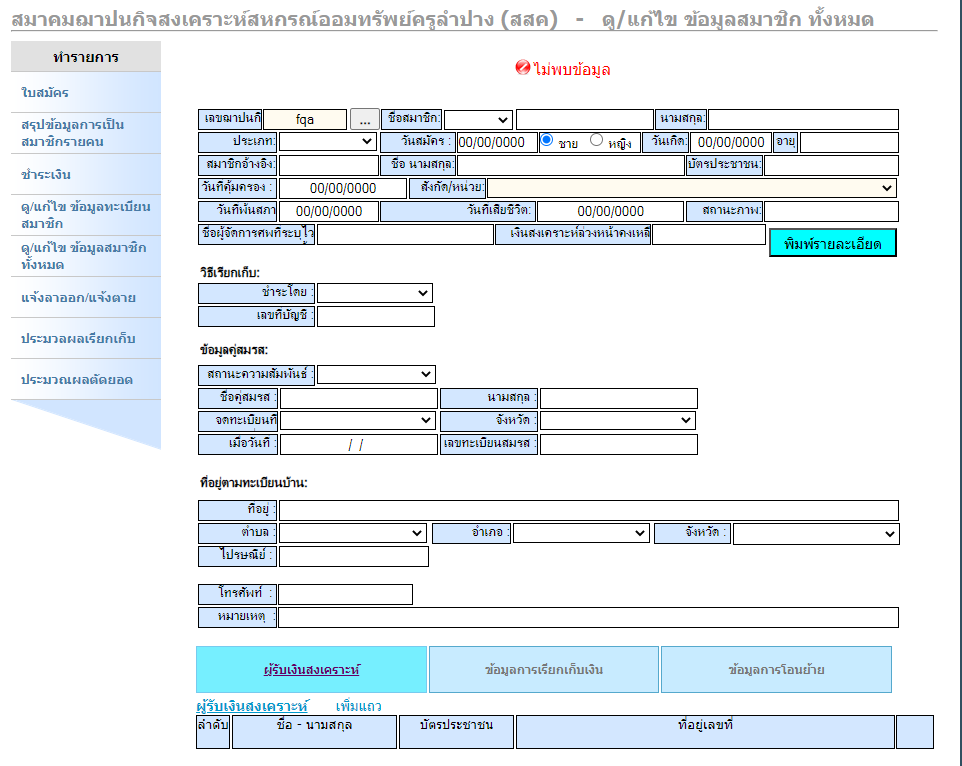 สมาคมฌาปนกิจสงเคราะห์สหกรณ์ออมทรัพย์ครูลำปาง (สสค) - ดู/แก้ไข ข้อมูลสมาชิก ทั้งหมด
ทำรายการ
ใบสมัคร
สรุปข้อมูลการเป็น
สมาชิกรายคน
ชำระเงิน
ดู/แก้ไข ข้อมูลทะเบียน
สมาชิก
ดู/แก้ไข ข้อมูลสมาชิก
ทั้งหมด
แจ้งลาออก/แจ้งตาย
ประมวลผลเรียกเก็บ
ประมวณผลตัดยอด
ไม่พบข้อมูล
เลขฌาปนกิ fqa ... ชื่อสมาชิก: นามสกุล:
ประเภท: วันสมัคร : 00/00/0000 ชาย หญิง วันเกิด: 00/00/0000 อายุ
สมาชิกอ้างอิง: ชื่อ นามสกุล: บัตรประชาชน:
วันที่คุ้มครอง : 00/00/0000 สังกัด/หน่วย:
วันที่พ้นสภา 00/00/0000 วันที่เสียชีวิต: 00/00/0000 สถานะภาพ:
ชื่อผู้จัดการศพที่ระบุไว้ เงินสงเคราะห์ล่วงหน้าคงเหลื พิมพ์รายละเอียด
วิธีเรียกเก็บ:
ชำระโดย :
เลขที่บัญชี :
ข้อมูลคู่สมรส:
สถานะความสัมพันธ์ :
ชื่อคู่สมรส : นามสกุล :
จดทะเบียนที่ จังหวัด :
เมื่อวันที่ : / / เลขทะเบียนสมรส :
ที่อยู่ตามทะเบียนบ้าน:
ที่อยู่ :
ตำบล : อำเภอ : จังหวัด :
ไปรษณีย์ :
โทรศัพท์ :
หมายเหตุ :
ผู้รับเงินสงเคราะห์ ข้อมูลการเรียกเก็บเงิน ข้อมูลการโอนย้าย
ผู้รับเงินสงเคราะห์ เพิ่มแถว
ลำดับ ชื่อ - นามสกุล บัตรประชาชน ที่อยู่เลขที่